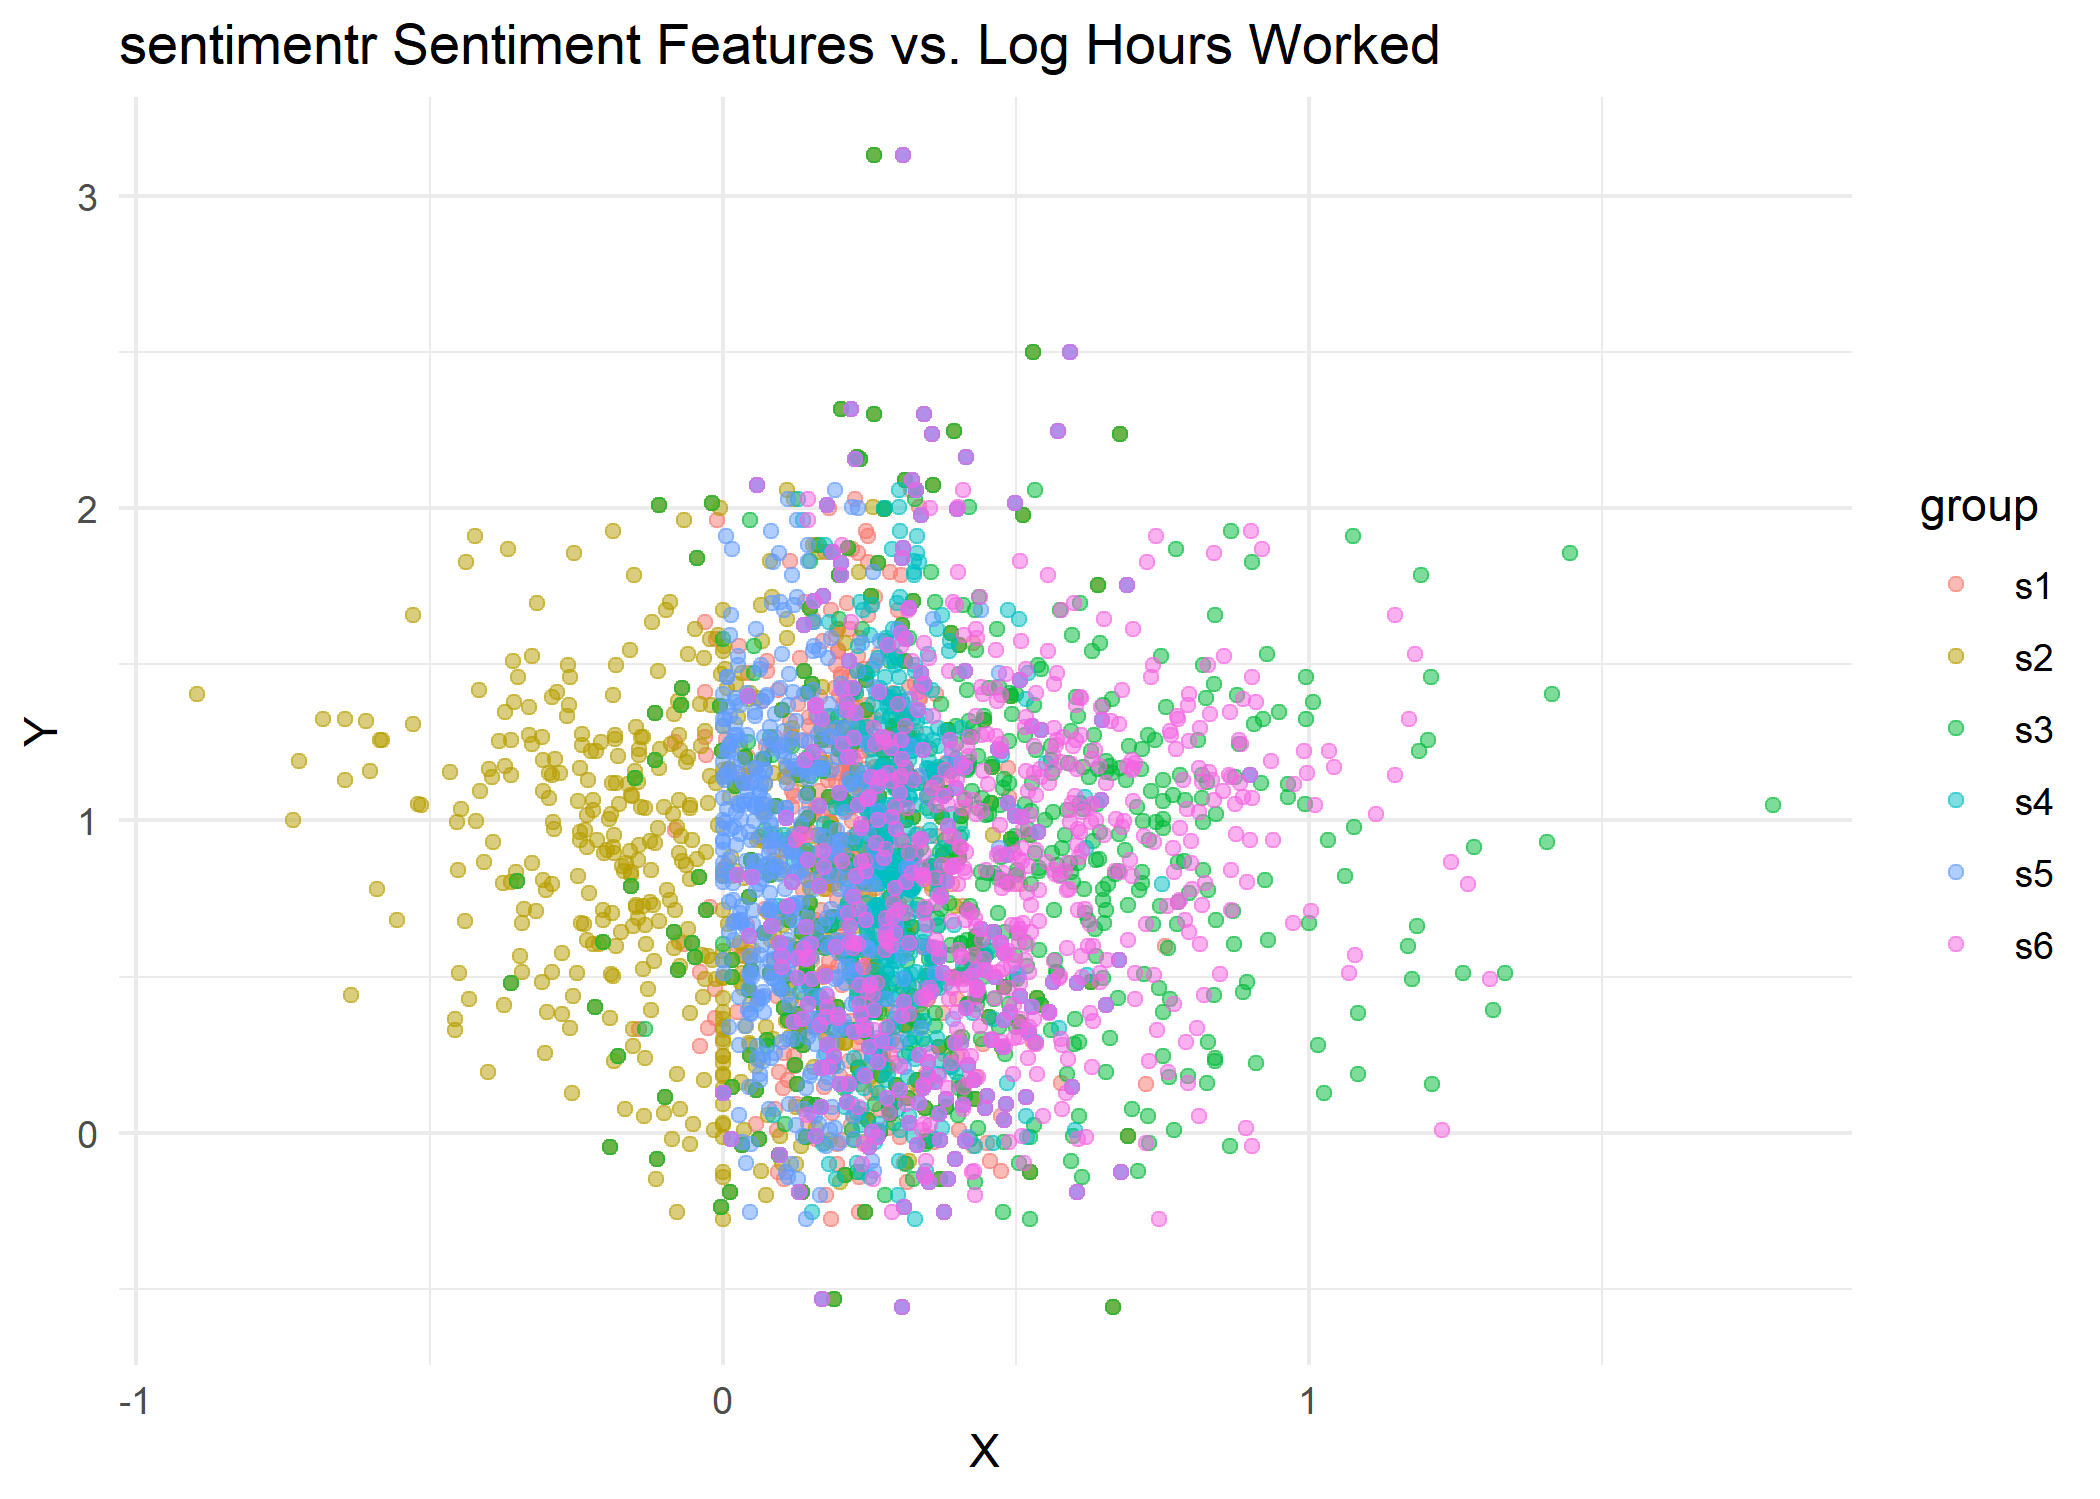 sentimentr Sentiment Features vs. Log Hours Worked
3
2
1
0
Y
-1
0
1
X
group
s1
s2
s3
s4
s5
s6